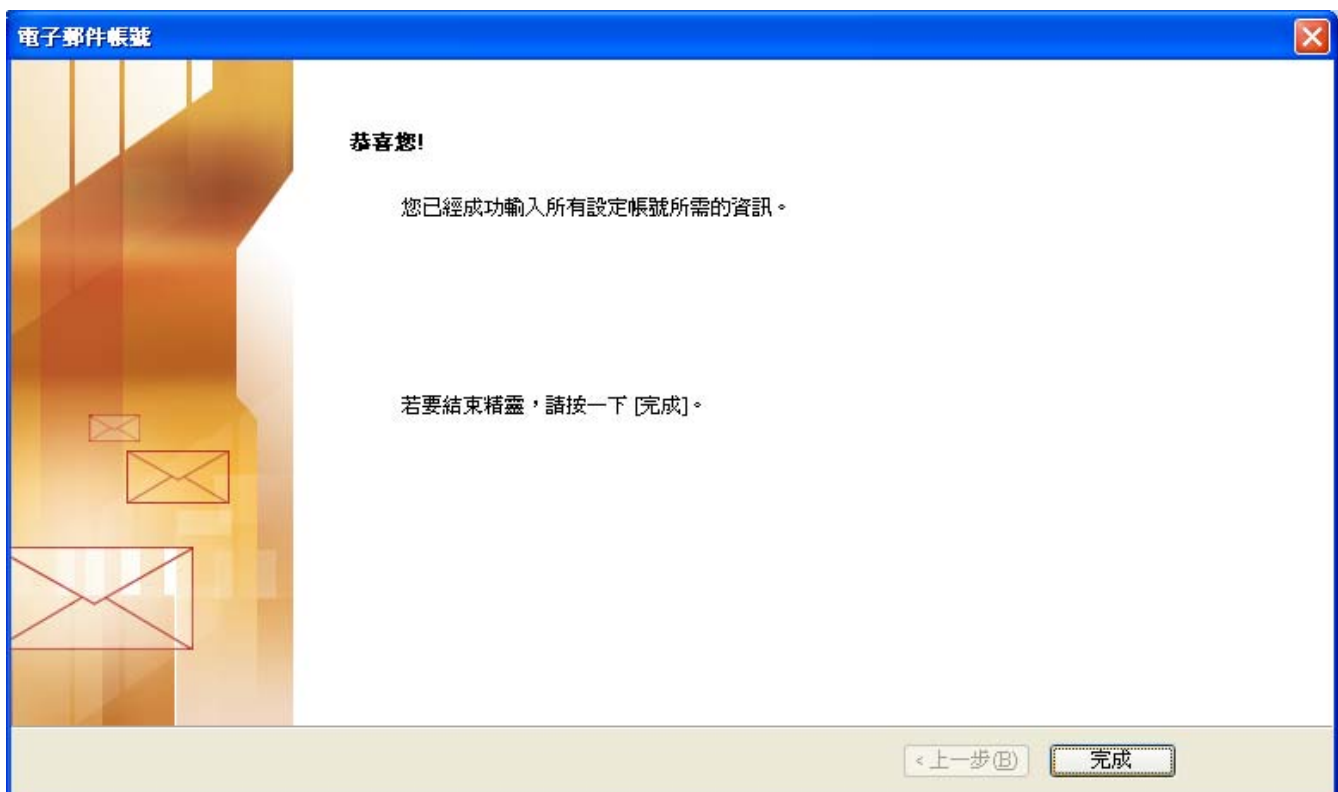 電子郵件帳號
恭喜您!
您已經成功輸入所有設定帳號所需的資訊。
若要結束精靈，請按一下 [完成]。
<上一步(B)
完成